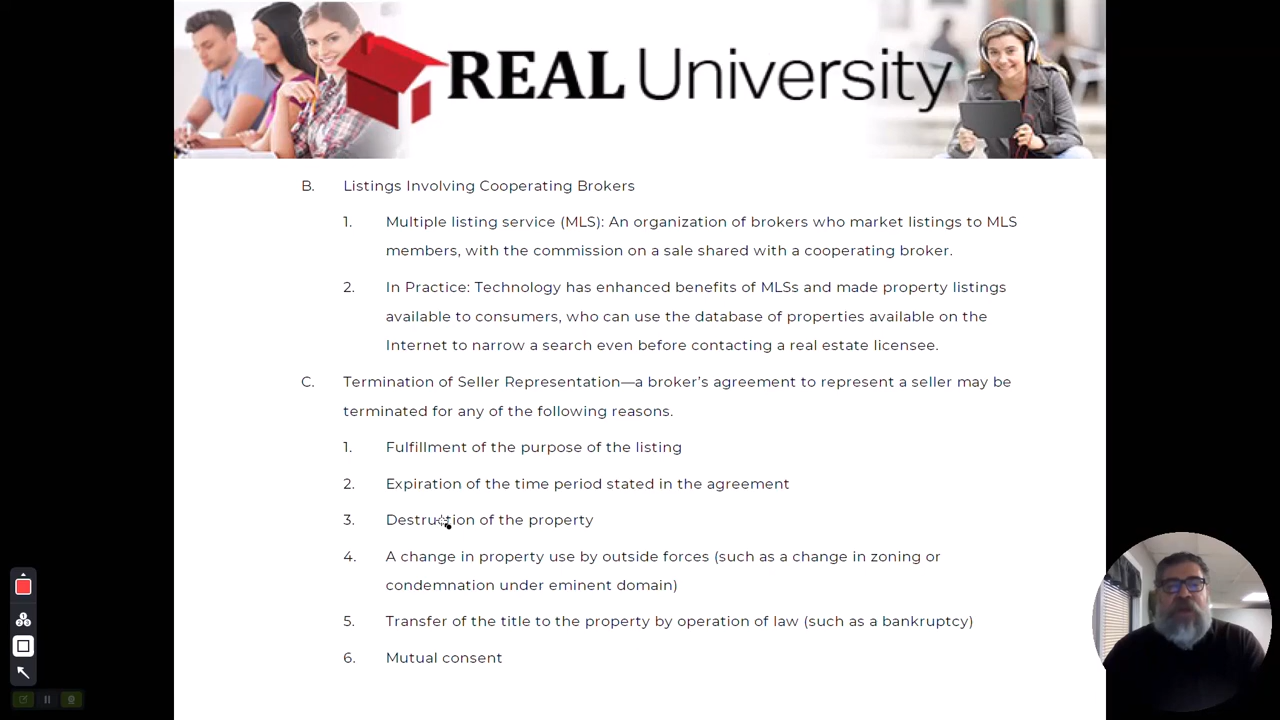 REAL University
B. Listings Involving Cooperating Brokers
1. Multiple listing service (MLS): An organization of brokers who market listings to MLS
members, with the commission on a sale shared with a cooperating broker.
2. In Practice: Technology has enhanced benefits of MLSs and made property listings
available to consumers, who can use the database of properties available on the
Internet to narrow a search even before contacting a real estate licensee.
C. Termination of Seller Representation—a broker’s agreement to represent a seller may be
terminated for any of the following reasons.
1. Fulfillment of the purpose of the listing
2. Expiration of the time period stated in the agreement
3. Destruction of the property
4. A change in property use by outside forces (such as a change in zoning or
condemnation under eminent domain)
5. Transfer of the title to the property by operation of law (such as a bankruptcy)
6. Mutual consent